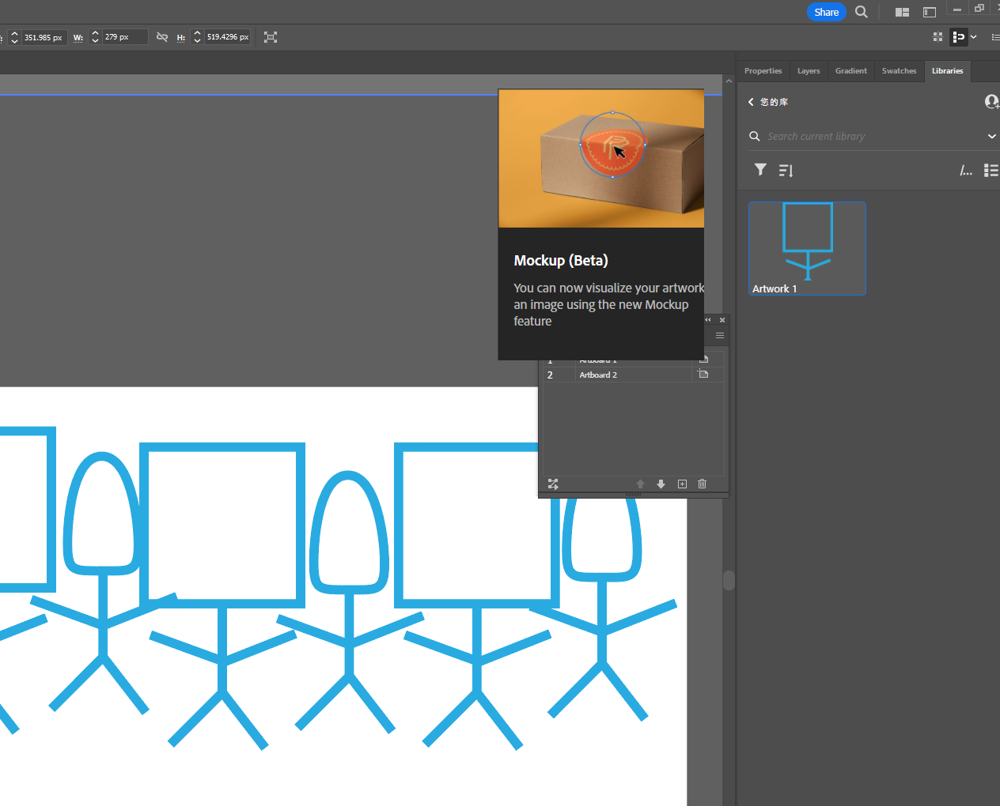 Share
351.985 px W: 279 px H: 519.4296 px
Properties Layers Gradient Swatches Libraries
您的库
Search current library
/...
Artwork 1
Mockup (Beta)
You can now visualize your artwork
an image using the new Mockup
feature
1 Artboard 1
2 Artboard 2